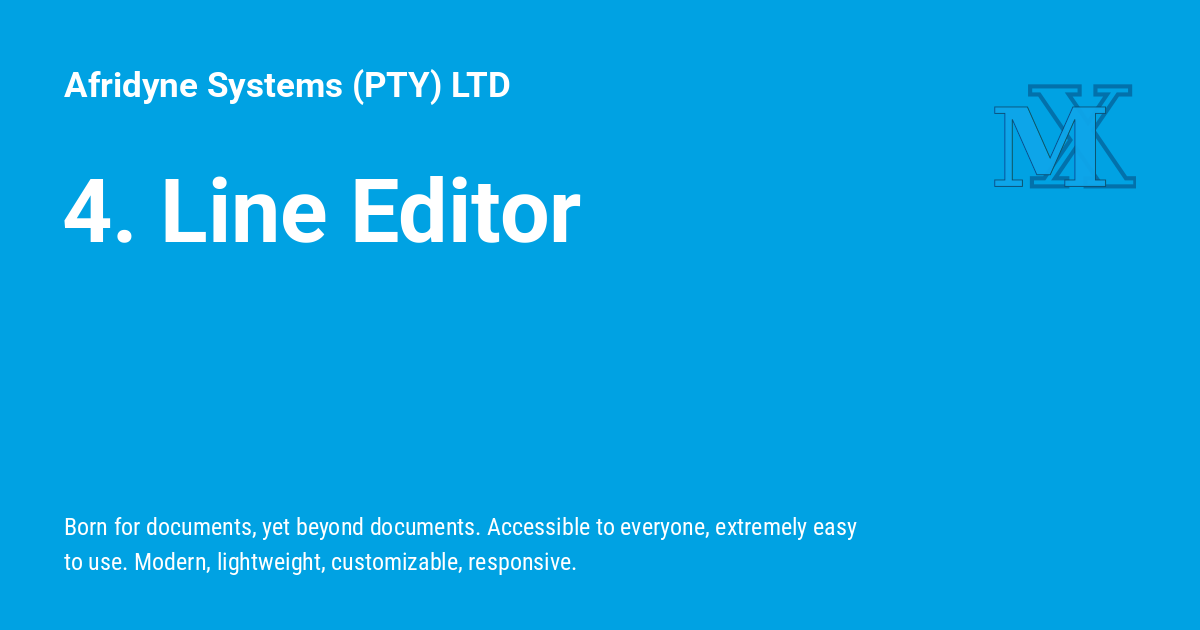 Afridyne Systems (PTY) LTD
MX
4. Line Editor
Born for documents, yet beyond documents. Accessible to everyone, extremely easy
to use. Modern, lightweight, customizable, responsive.